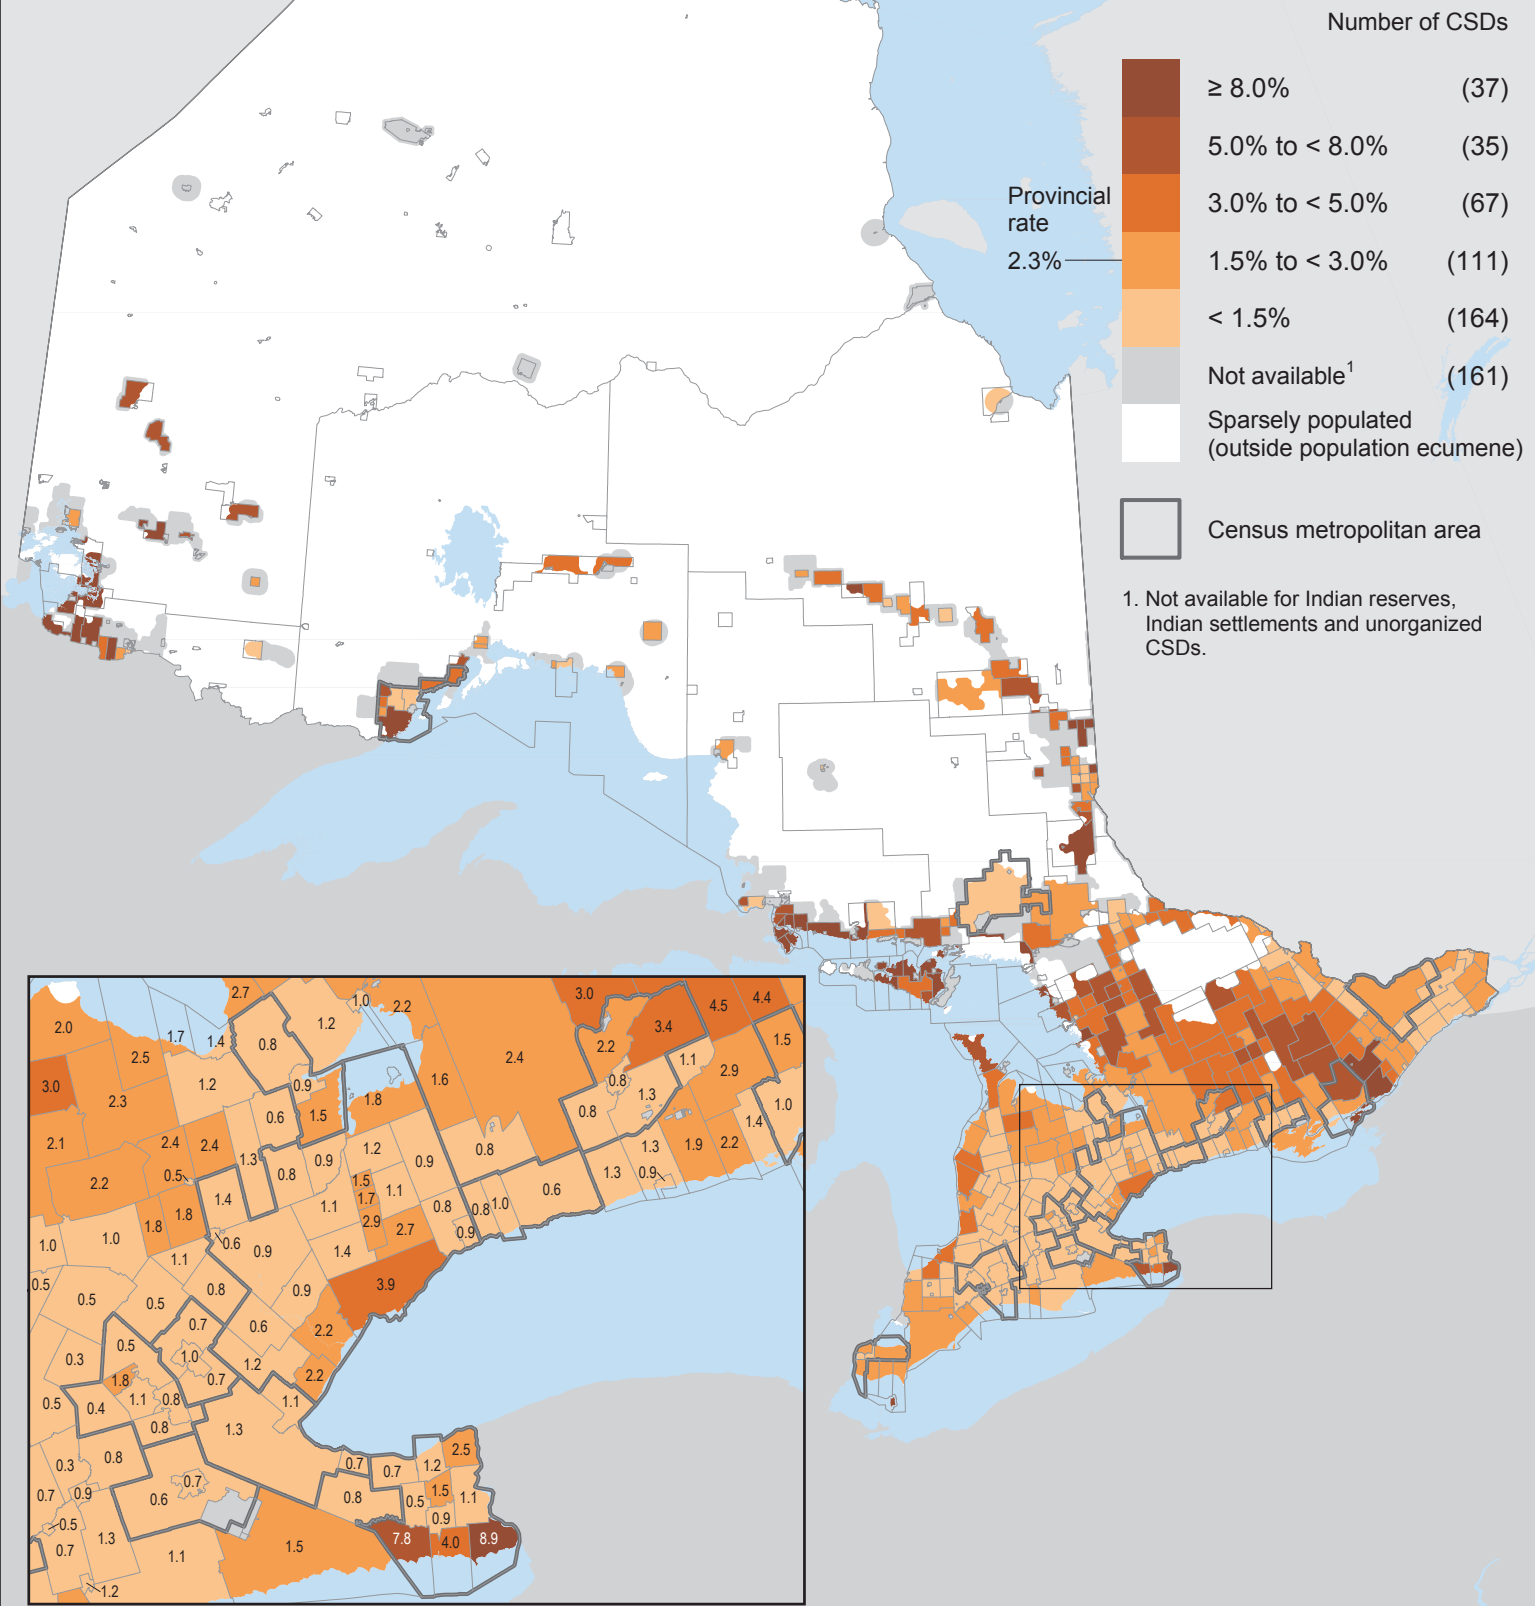 Number of CSDs
≥ 8.0% (37)
5.0% to < 8.0% (35)
Provincial
rate
3.0% to < 5.0% (67)
2.3%
1.5% to < 3.0% (111)
< 1.5% (164)
Not available1 (161)
Sparsely populated
(outside population ecumene)
Census metropolitan area
1. Not available for Indian reserves,
Indian settlements and unorganized
CSDs.
2.7 1.0 2.2 3.0 4.5 4.4
2.0 1.7 1.4 0.8 1.2 3.4
2.5 2.4 2.2 1.1 1.5
3.0 2.3 1.2 0.9 1.6 0.8 1.3 2.9
0.6 1.5 1.8 0.8 1.4 1.0
2.1 2.4 2.4 1.3 1.2 0.8 1.3 1.9 2.2
2.2 0.5 0.8 0.9 0.9 1.3 0.9
1.4 1.5 1.1 0.6
1.8 1.8 1.1 1.7 0.8 0.8 1.0
1.0 1.0 0.6 0.9 2.9 2.7 0.9
1.1 1.4
0.5 0.5 0.5 0.8 0.9 3.9
0.7 0.6 2.2
0.3 0.5 1.0 1.2
1.8 0.7 2.2
0.5 0.4 1.1 0.8 1.1
0.8 1.3
0.3 0.8 0.7 0.7 1.2 2.5
0.7 0.9 0.6 0.7 0.8 0.5 1.5 1.1
0.5 0.9
0.7 1.3 1.1 1.5 7.8 4.0 8.9
1.2